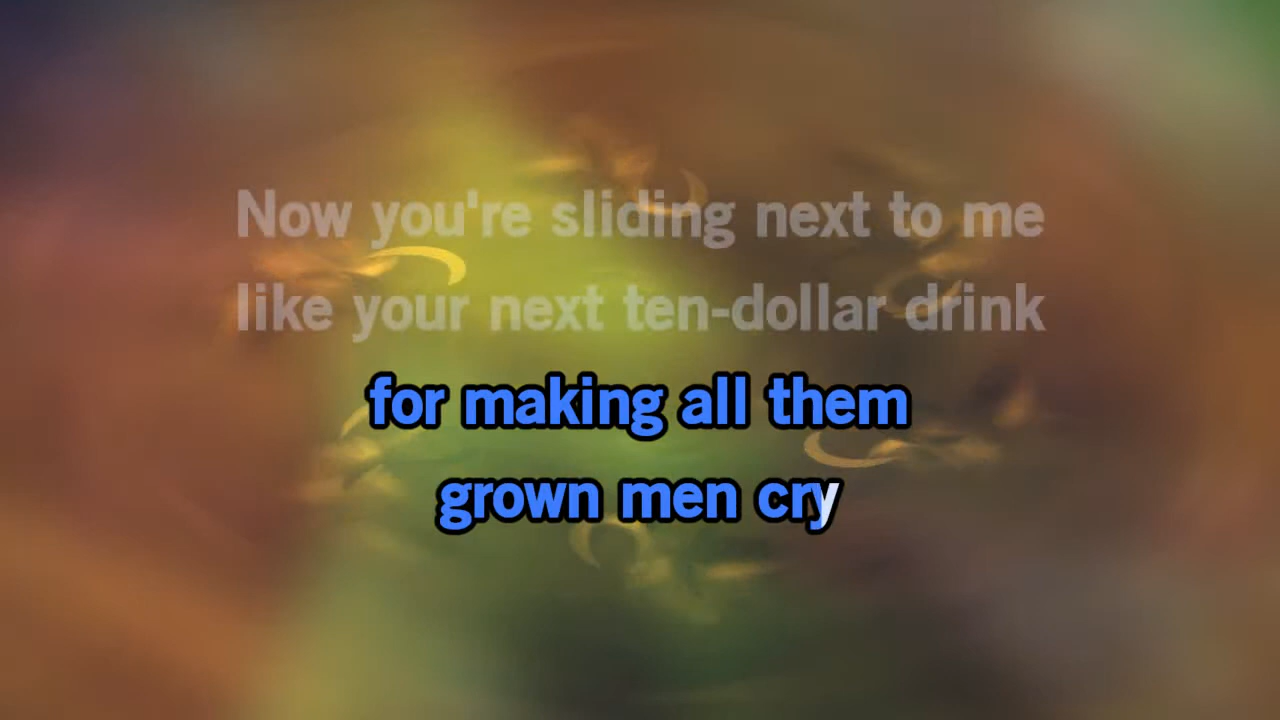 Now you're sliding next to me
like your next ten-dollar drink
for making all them
grown men cry